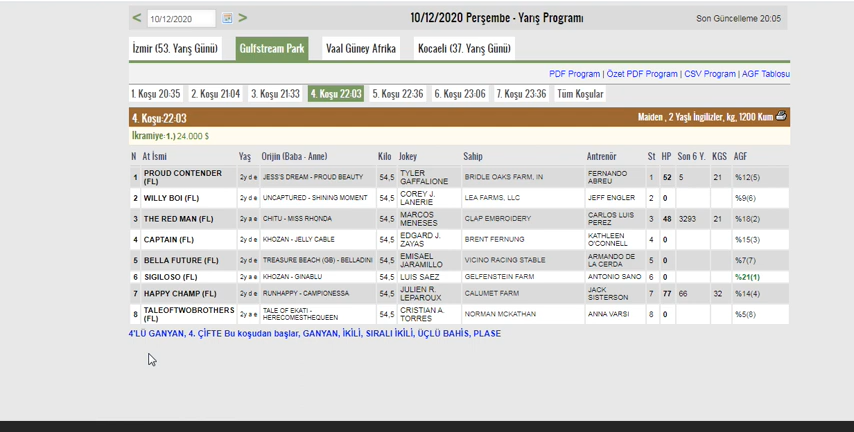 < 10/12/2020 > 10/12/2020 Perşembe - Yarış Programı Son Güncelleme 20:05
İzmir (53. Yarış Günü) Gulfstream Park Vaal Güney Afrika Kocaeli (37. Yarış Günü)
PDF Program | Özet PDF Program | CSV Program | AGF Tablosu
1. Koşu 20:35 2. Koşu 21:04 3. Koşu 21:33 4. Koşu 22:03 5. Koşu 22:36 6. Koşu 23:06 7. Koşu 23:36 Tüm Koşular
4. Koşu:22:03 Maiden , 2 Yaşlı İngilizler, kg, 1200 Kum
İkramiye:1.) 24.000 $
N At İsmi Yaş Orijin (Baba - Anne) Kilo Jokey Sahip Antrenör St HP Son 6 Y. KGS AGF
1 PROUD CONTENDER (FL) 2y d e JESS'S DREAM - PROUD BEAUTY 54,5 TYLER GAFFALIONE BRIDLE OAKS FARM, IN FERNANDO ABREU 1 52 5 21 %12(5)
2 WILLY BOI (FL) 2y d e UNCAPTURED - SHINING MOMENT 54,5 COREY J. LANERIE LEA FARMS, LLC JEFF ENGLER 2 0 %9(6)
3 THE RED MAN (FL) 2y a e CHITU - MISS RHONDA 54,5 MARCOS MENESES CLAP EMBROIDERY CARLOS LUIS PEREZ 3 48 3293 21 %18(2)
4 CAPTAIN (FL) 2y d e KHOZAN - JELLY CABLE 54,5 EDGARD J. ZAYAS BRENT FERNUNG KATHLEEN O'CONNELL 4 0 %15(3)
5 BELLA FUTURE (FL) 2y d e TREASURE BEACH (GB) - BELLADINI 54,5 EMISAEL JARAMILLO VICINO RACING STABLE ARMANDO DE LA CERDA 5 0 %7(7)
6 SIGILOSO (FL) 2y a e KHOZAN - GINABLU 54,5 LUIS SAEZ GELFENSTEIN FARM ANTONIO SANO 6 0 %21(1)
7 HAPPY CHAMP (FL) 2y d e RUNHAPPY - CAMPIONESSA 54,5 JULIEN R. LEPAROUX CALUMET FARM JACK SISTERSON 7 77 66 32 %14(4)
8 TALEOFTWOBROTHERS (FL) 2y a e TALE OF EKATI - HERECOMESTHEQUEEN 54,5 CRISTIAN A. TORRES NORMAN MCKATHAN ANNA VARSI 8 0 %5(8)
4'LÜ GANYAN, 4. ÇİFTE Bu koşudan başlar, GANYAN, İKİLİ, SIRALI İKİLİ, ÜÇLÜ BAHİS, PLASE